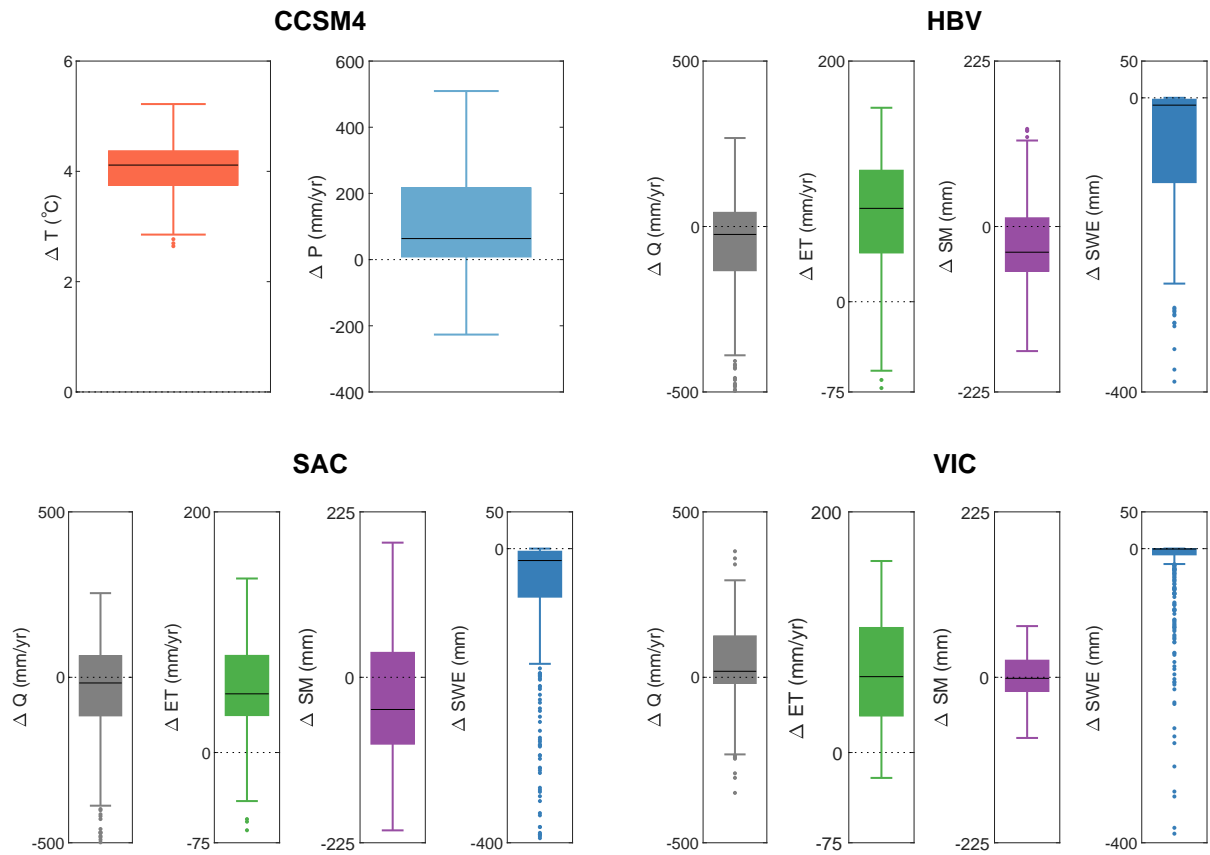 CCSM4
6
4
2
0
Δ T (°C)
600
400
200
0
-200
-400
Δ P (mm/yr)
HBV
500
0
-500
Δ Q (mm/yr)
200
0
-75
Δ ET (mm/yr)
225
0
-225
Δ SM (mm)
50
0
-400
Δ SWE (mm)
SAC
500
0
-500
Δ Q (mm/yr)
200
0
-75
Δ ET (mm/yr)
225
0
-225
Δ SM (mm)
50
0
-400
Δ SWE (mm)
VIC
500
0
-500
Δ Q (mm/yr)
200
0
-75
Δ ET (mm/yr)
225
0
-225
Δ SM (mm)
50
0
-400
Δ SWE (mm)